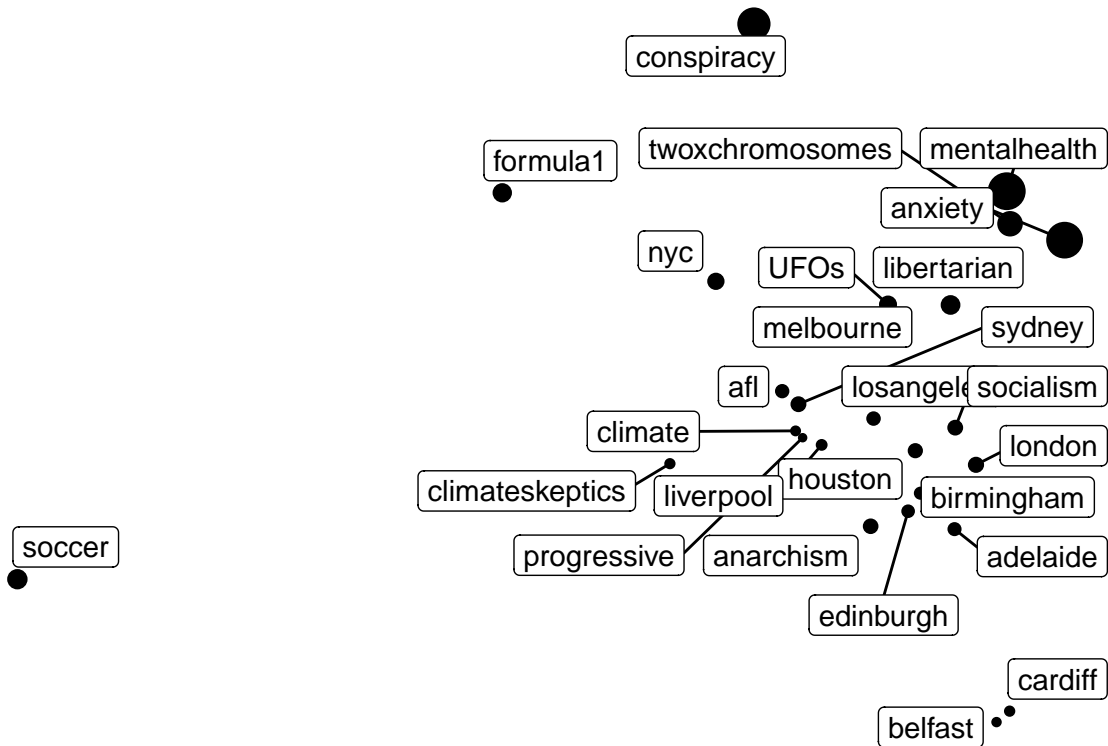 conspiracy
twoxchromosomes
mentalhealth
formula1
anxiety
nyc
UFOs
libertarian
melbourne
sydney
afl
losangele
socialism
climate
london
climateskeptics
liverpool
houston
birmingham
soccer
progressive
anarchism
adelaide
edinburgh
cardiff
belfast